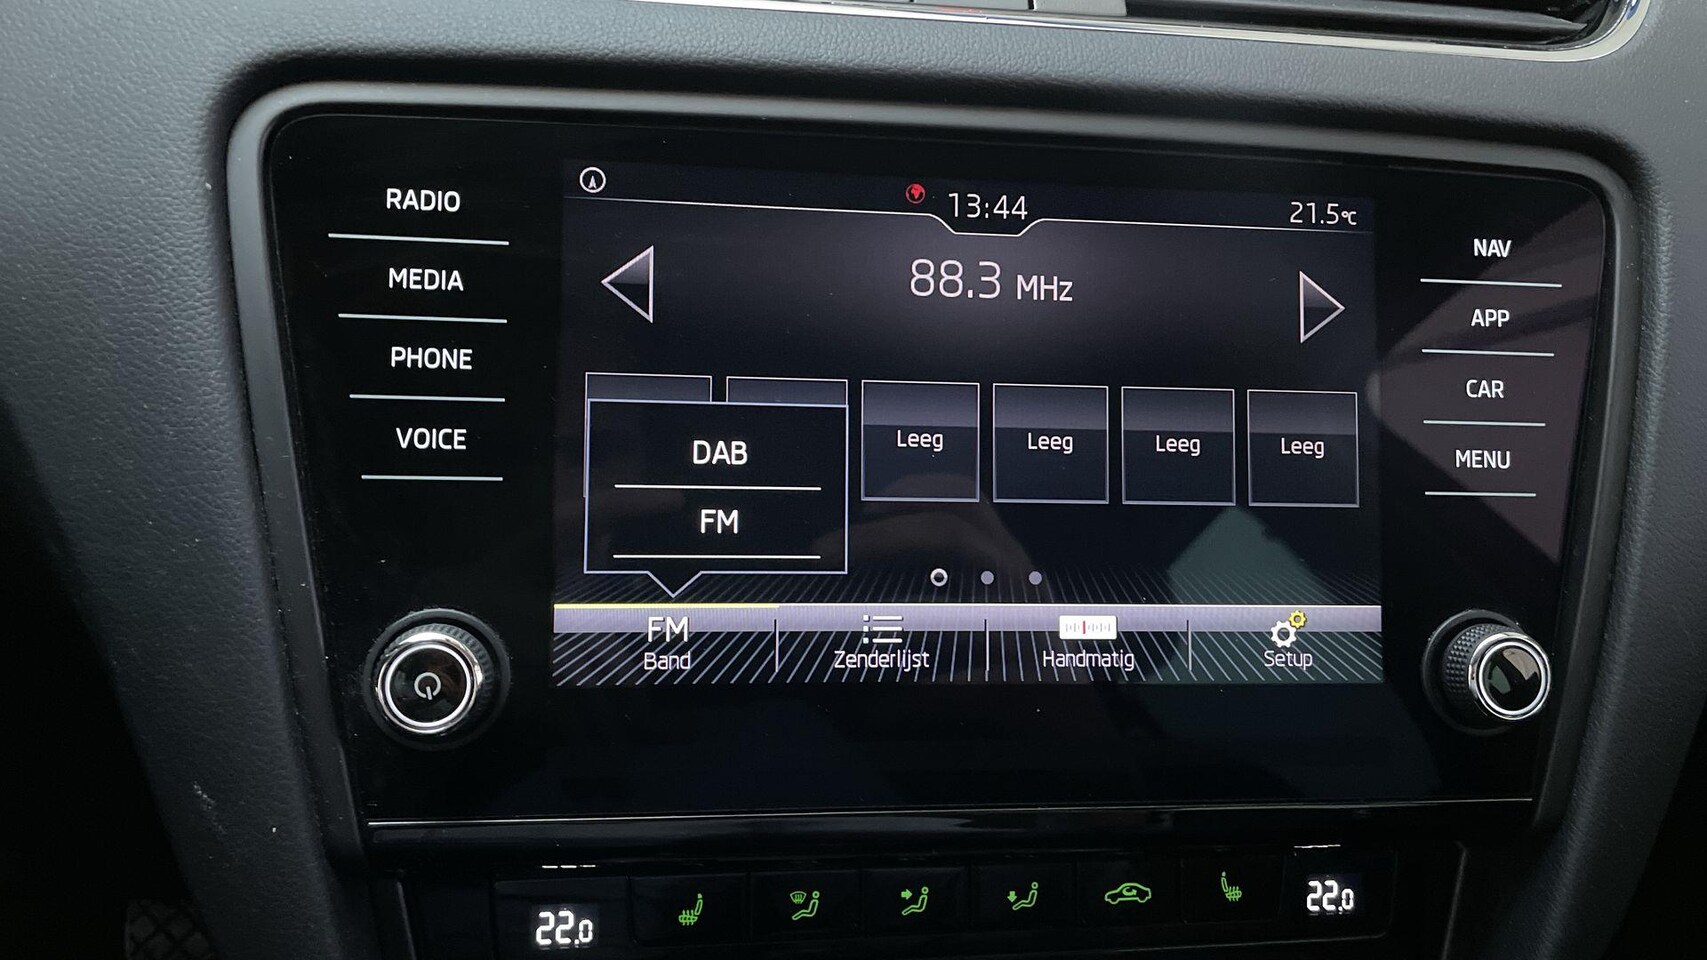 RADIO
MEDIA
PHONE
VOICE
13:44
21.5°C
88.3 MHz
DAB
FM
Leeg
Leeg
Leeg
Leeg
FM
Band
Zenderlijst
Handmatig
Setup
NAV
APP
CAR
MENU
22.0
22.0